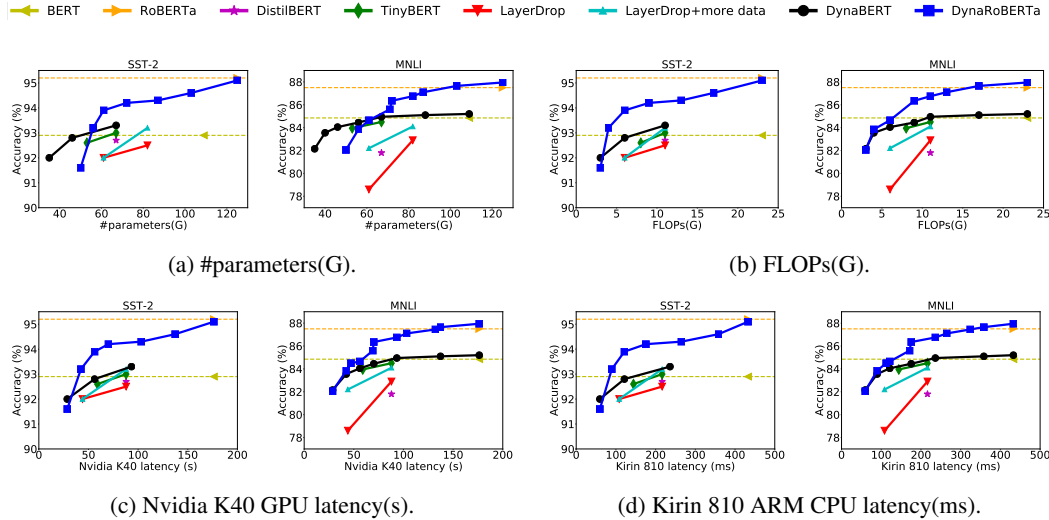 BERT RoBERTa DistilBERT TinyBERT LayerDrop LayerDrop+more data DynaBERT DynaRoBERTa
SST-2
Accuracy (%)
95
94
93
92
91
90
40 60 80 100 120
#parameters(G)
MNLI
Accuracy (%)
88
86
84
82
80
78
40 60 80 100 120
#parameters(G)
(a) #parameters(G).
SST-2
Accuracy (%)
95
94
93
92
91
90
0 5 10 15 20 25
FLOPs(G)
MNLI
Accuracy (%)
88
86
84
82
80
78
0 5 10 15 20 25
FLOPs(G)
(b) FLOPs(G).
SST-2
Accuracy (%)
95
94
93
92
91
90
0 50 100 150 200
Nvidia K40 latency (s)
MNLI
Accuracy (%)
88
86
84
82
80
78
0 50 100 150 200
Nvidia K40 latency (s)
(c) Nvidia K40 GPU latency(s).
SST-2
Accuracy (%)
95
94
93
92
91
90
0 100 200 300 400 500
Kirin 810 latency (ms)
MNLI
Accuracy (%)
88
86
84
82
80
78
0 100 200 300 400 500
Kirin 810 latency (ms)
(d) Kirin 810 ARM CPU latency(ms).